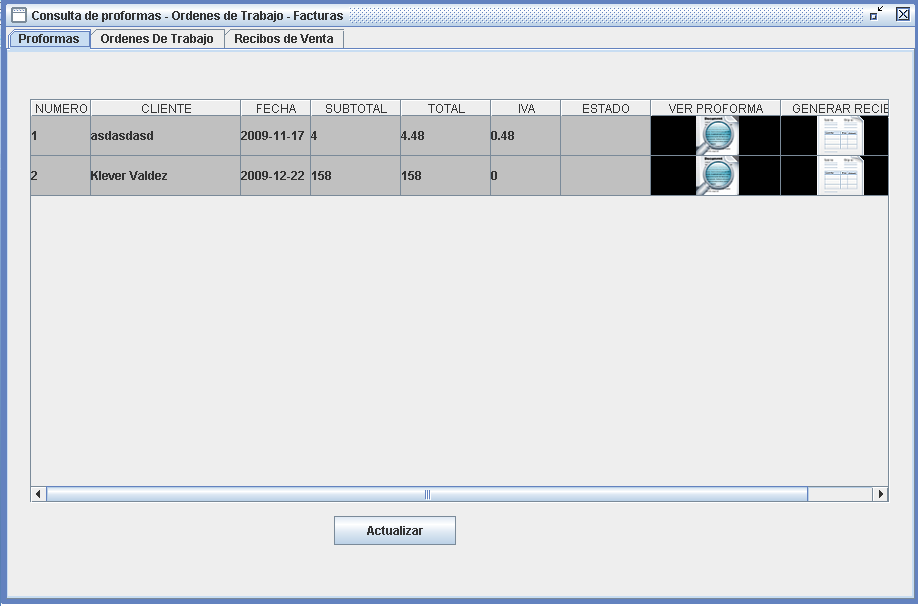 Consulta de proformas - Ordenes de Trabajo - Facturas
Proformas Ordenes De Trabajo Recibos de Venta
NUMERO CLIENTE FECHA SUBTOTAL TOTAL IVA ESTADO VER PROFORMA GENERAR RECIE
1 asdasdasd 2009-11-17 4 4.48 0.48
2 Klever Valdez 2009-12-22 158 158 0
Actualizar